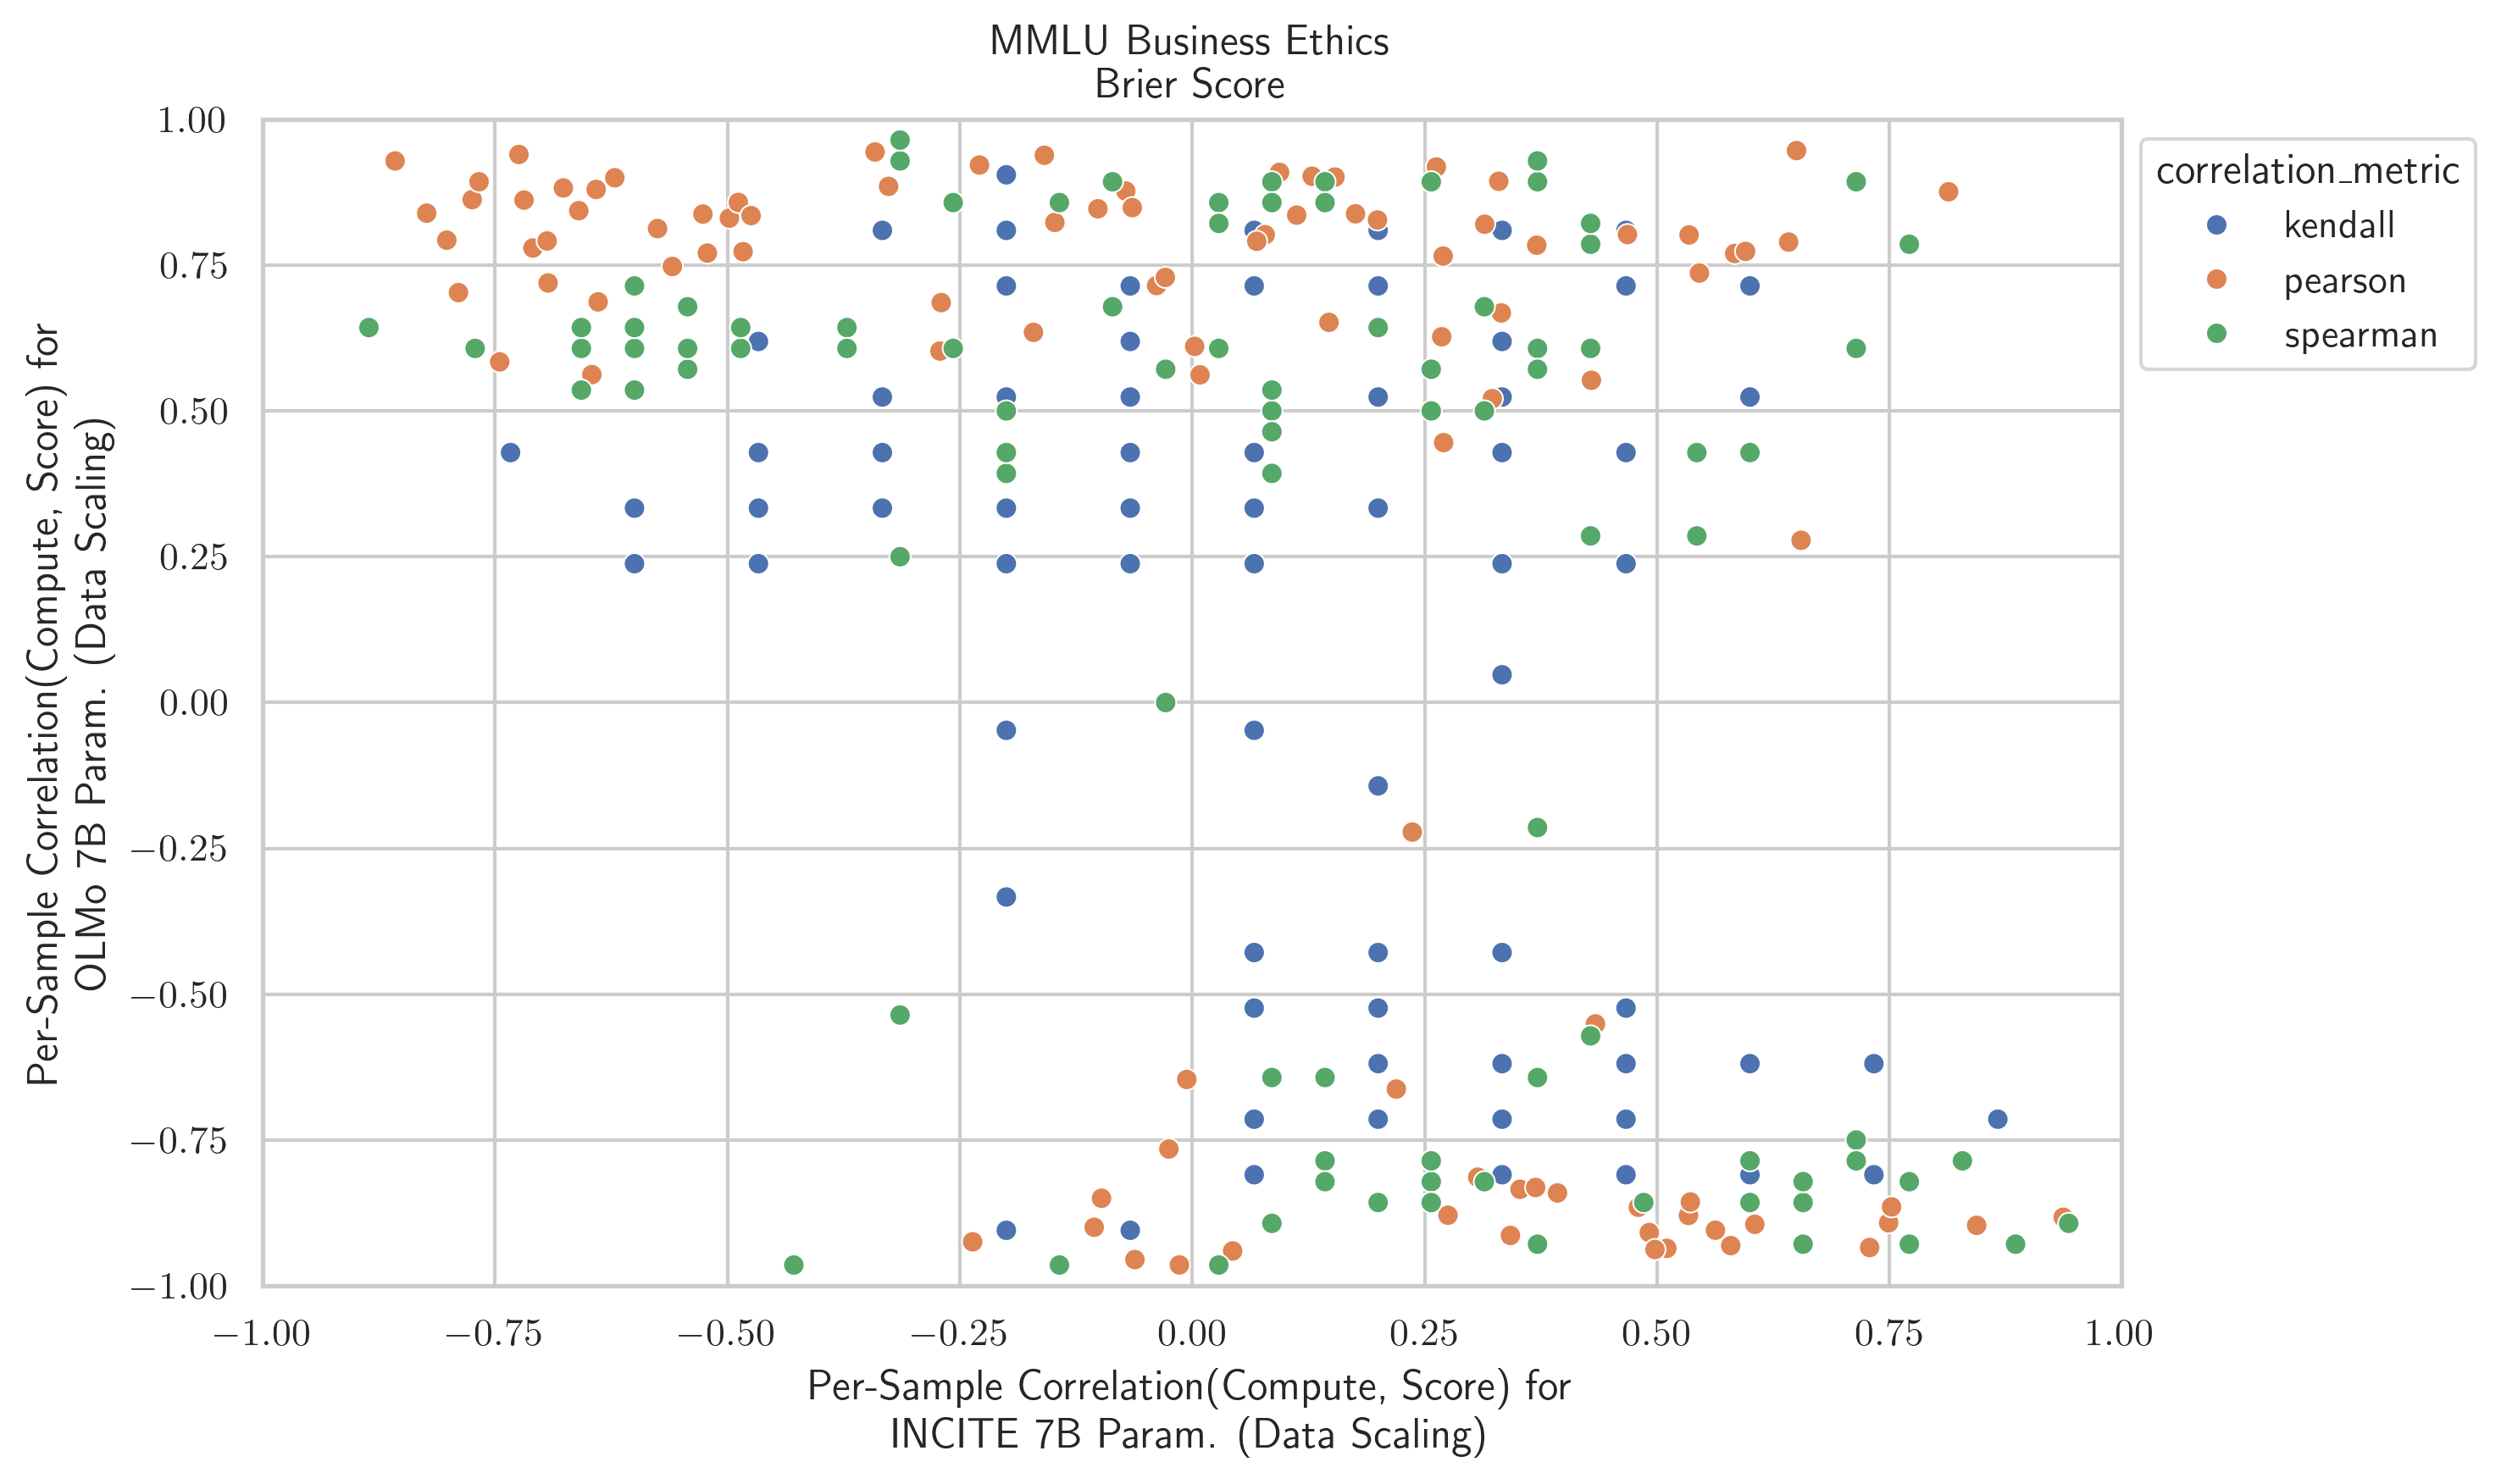 MMLU Business Ethics
Brier Score
Per-Sample Correlation(Compute, Score) for
OLMo 7B Param. (Data Scaling)
1.00
0.75
0.50
0.25
0.00
−0.25
−0.50
−0.75
−1.00
−1.00 −0.75 −0.50 −0.25 0.00 0.25 0.50 0.75 1.00
Per-Sample Correlation(Compute, Score) for
INCITE 7B Param. (Data Scaling)
correlation_metric
kendall
pearson
spearman